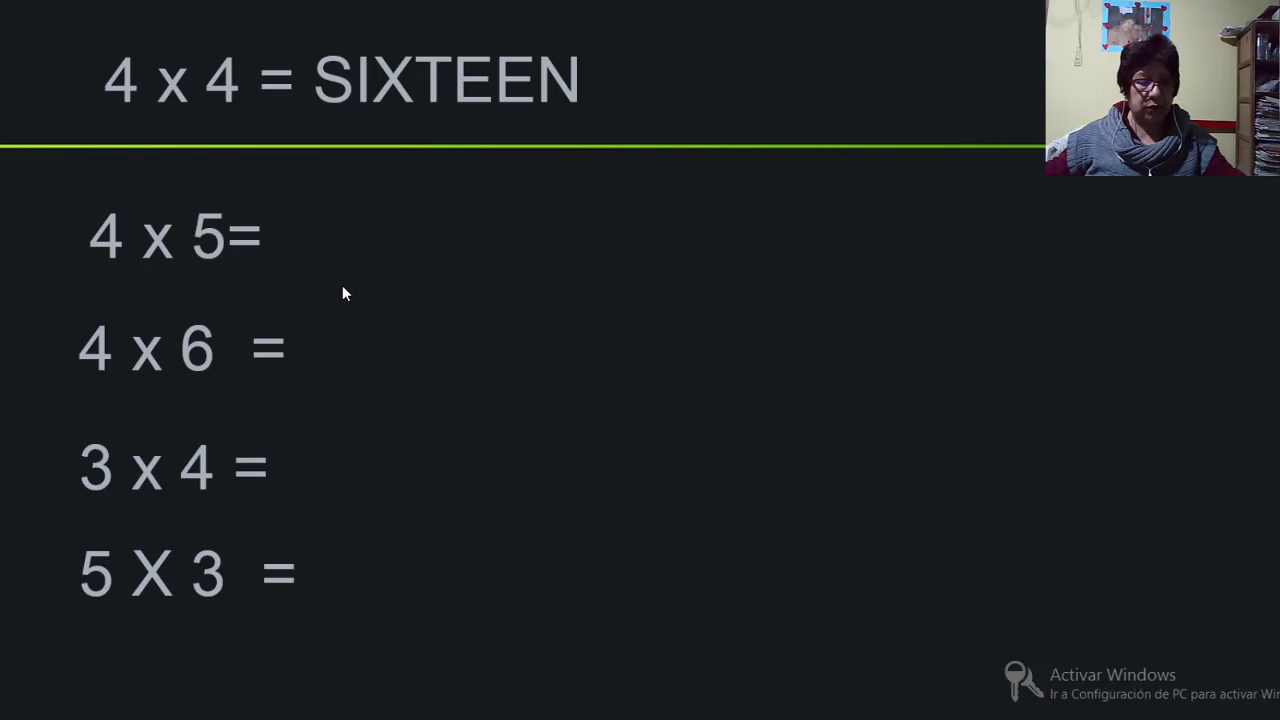 4 x 4 = SIXTEEN
4 x 5=
4 x 6 =
3 x 4 =
5 X 3 =
Activar Windows
Ir a Configuración de PC para activar